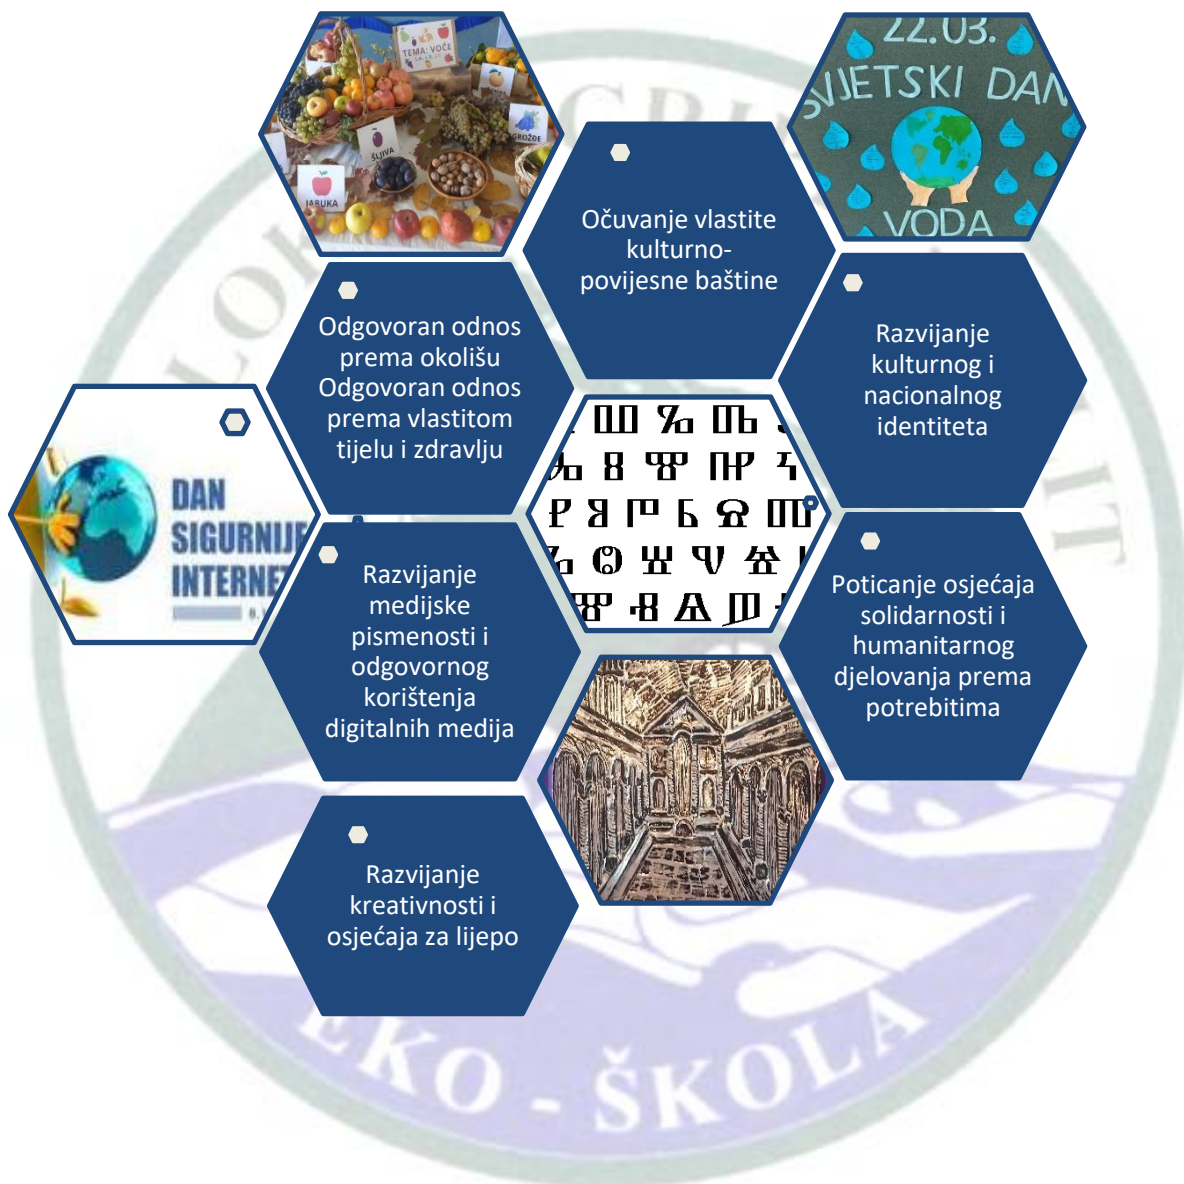 TEMA: VOĆE
ŠLJIVA
GROŽĐE
JABUKA
22.03.
SVJETSKI DAN
VODA
Očuvanje vlastite
kulturno-
povijesne baštine
Odgovoran odnos
prema okolišu
Odgovoran odnos
prema vlastitom
tijelu i zdravlju
Razvijanje
kulturnog i
nacionalnog
identiteta
DAN
SIGURNIJE
INTERNET
Razvijanje
medijske
pismenosti i
odgovornog
korištenja
digitalnih medija
Poticanje osjećaja
solidarnosti i
humanitarnog
djelovanja prema
potrebitima
Razvijanje
kreativnosti i
osjećaja za lijepo
EKO - ŠKOLA